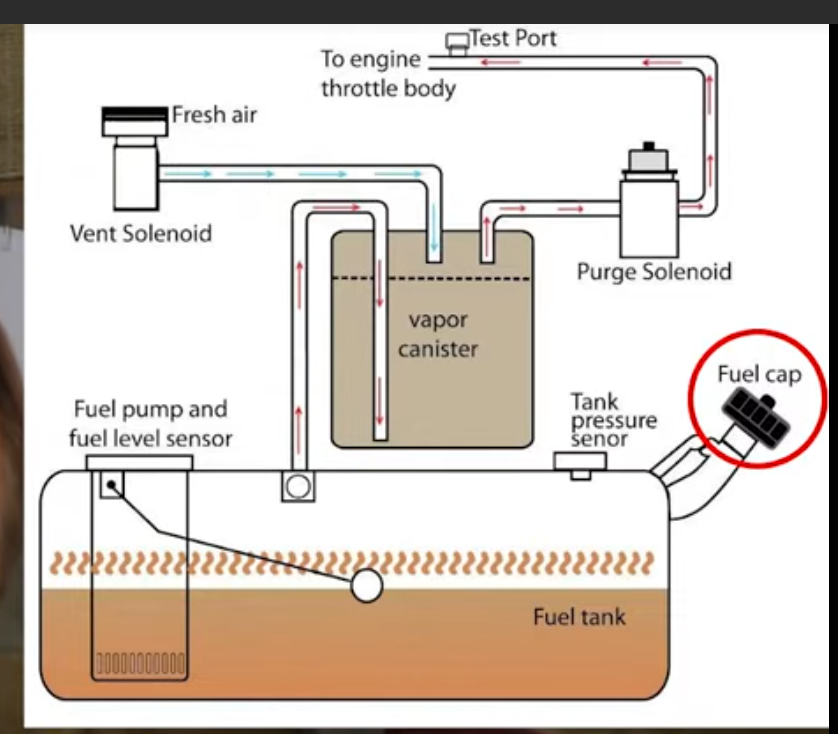 Test Port
To engine
throttle body
Fresh air
Vent Solenoid
Purge Solenoid
vapor
canister
Fuel cap
Fuel pump and
fuel level sensor
Tank
pressure
senor
Fuel tank